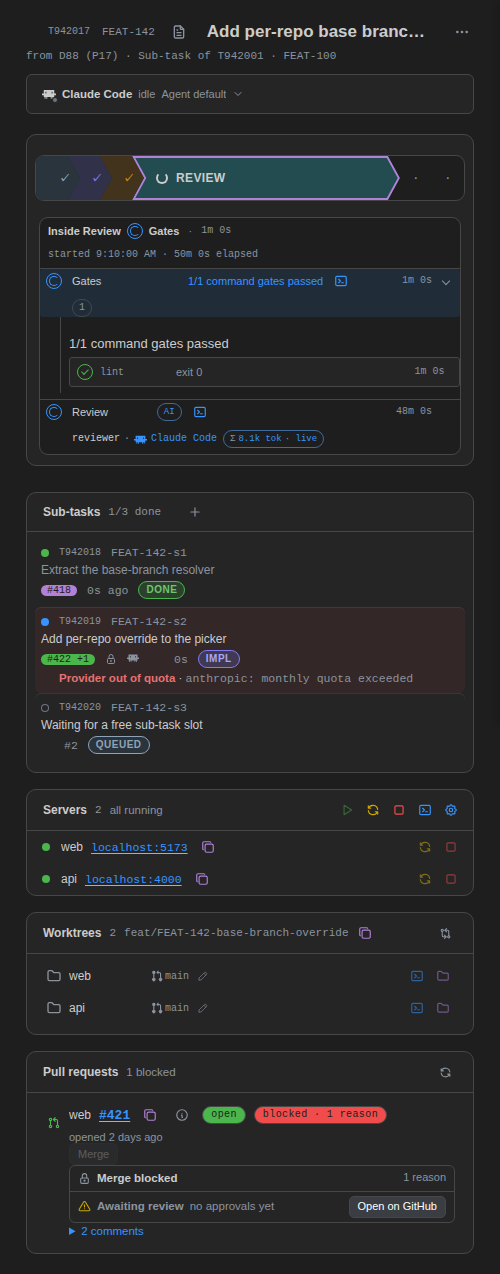 T942017 FEAT-142 Add per-repo base branc…
from D88 (P17) · Sub-task of T942001 · FEAT-100
Claude Code idle Agent default
REVIEW
Inside Review Gates · 1m 0s
started 9:10:00 AM · 50m 0s elapsed
Gates 1/1 command gates passed 1m 0s
1
1/1 command gates passed
lint exit 0 1m 0s
Review AI 48m 0s
reviewer · Claude Code Σ 8.1k tok · live
Sub-tasks 1/3 done
T942018 FEAT-142-s1
Extract the base-branch resolver
#418 0s ago DONE
T942019 FEAT-142-s2
Add per-repo override to the picker
#422 +1 0s IMPL
Provider out of quota · anthropic: monthly quota exceeded
T942020 FEAT-142-s3
Waiting for a free sub-task slot
#2 QUEUED
Servers 2 all running
web localhost:5173
api localhost:4000
Worktrees 2 feat/FEAT-142-base-branch-override
web main
api main
Pull requests 1 blocked
web #421 open blocked · 1 reason
opened 2 days ago
Merge
Merge blocked 1 reason
Awaiting review no approvals yet Open on GitHub
2 comments